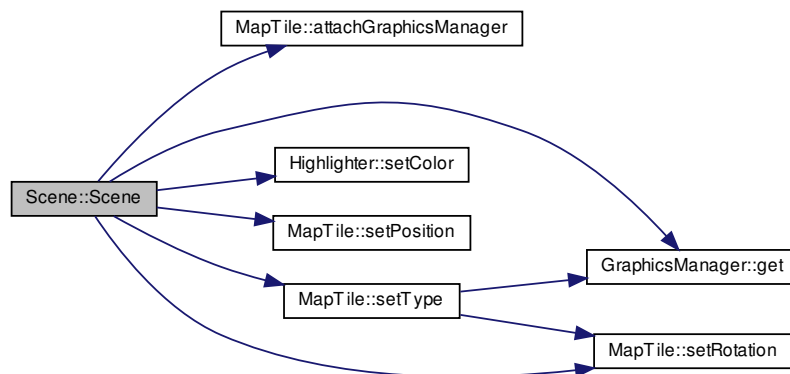 MapTile::attachGraphicsManager
Highlighter::setColor
Scene::Scene
MapTile::setPosition
GraphicsManager::get
MapTile::setType
MapTile::setRotation